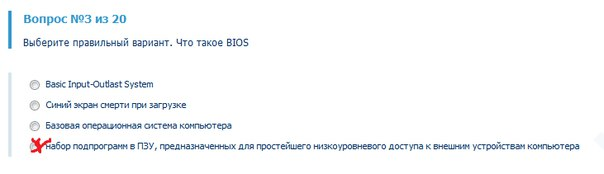 Вопрос №3 из 20
Выберите правильный вариант. Что такое BIOS
Basic Input-Outlast System
Синий экран смерти при загрузке
Базовая операционная система компьютера
набор подпрограмм в ПЗУ, предназначенных для простейшего низкоуровневого доступа к внешним устройствам компьютера